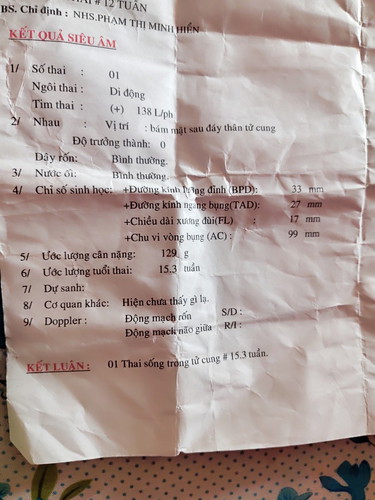 THAI # 12 TUẦN
BS. Chỉ định : NHS.PHẠM THỊ MINH HIỀN
KẾT QUẢ SIÊU ÂM
1/ Số thai : 01
Ngôi thai : Di động
Tim thai : (+) 138 L/ph
2/ Nhau : Vị trí : bám mặt sau đáy thân tử cung
Độ trưởng thành: 0
Dây rốn: Bình thường.
3/ Nước ối: Bình thường.
4/ Chỉ số sinh học: +Đường kính lưỡng đỉnh (BPD): 33 mm
+Đường kính ngang bụng(TAD): 27 mm
+Chiều dài xương đùi(FL) : 17 mm
+Chu vi vòng bụng (AC) : 99 mm
5/ Ước lượng cân nặng: 129 g
6/ Ước lượng tuổi thai: 15.3 tuần
7/ Dự sanh:
8/ Cơ quan khác: Hiện chưa thấy gì lạ.
9/ Doppler : Động mạch rốn S/D :
Động mạch não giữa R/I :
KẾT LUẬN : 01 Thai sống trong tử cung # 15.3 tuần.